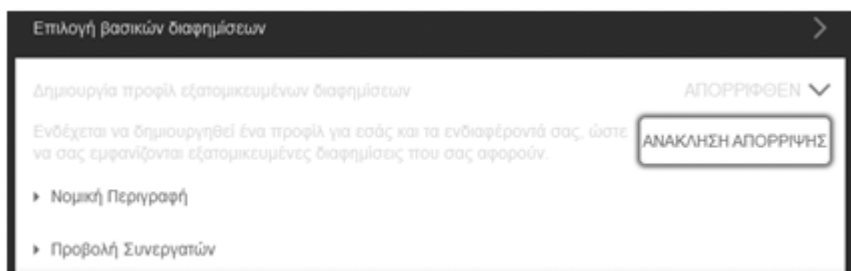 Επιλογή βασικών διαφημίσεων
Δημιουργία προφίλ εξατομικευμένων διαφημίσεων
ΑΠΟΡΡΙΦΘΕΝ
Ενδέχεται να δημιουργηθεί ένα προφίλ για εσάς και τα ενδιαφέροντά σας, ώστε
να σας εμφανίζονται εξατομικευμένες διαφημίσεις που σας αφορούν.
ΑΝΑΚΛΗΣΗ ΑΠΟΡΡΙΨΗΣ
Νομική Περιγραφή
Προβολή Συνεργατών